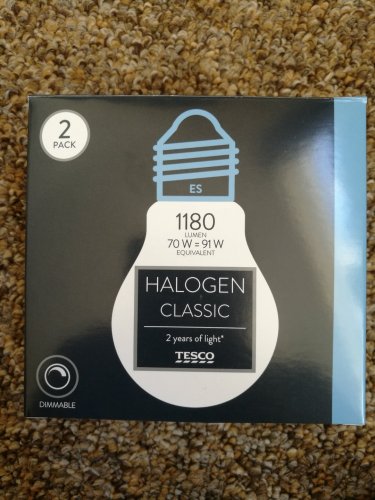 2
PACK
ES
1180
LUMEN
70 W = 91 W
EQUIVALENT
HALOGEN
CLASSIC
2 years of light*
TESCO
DIMMABLE